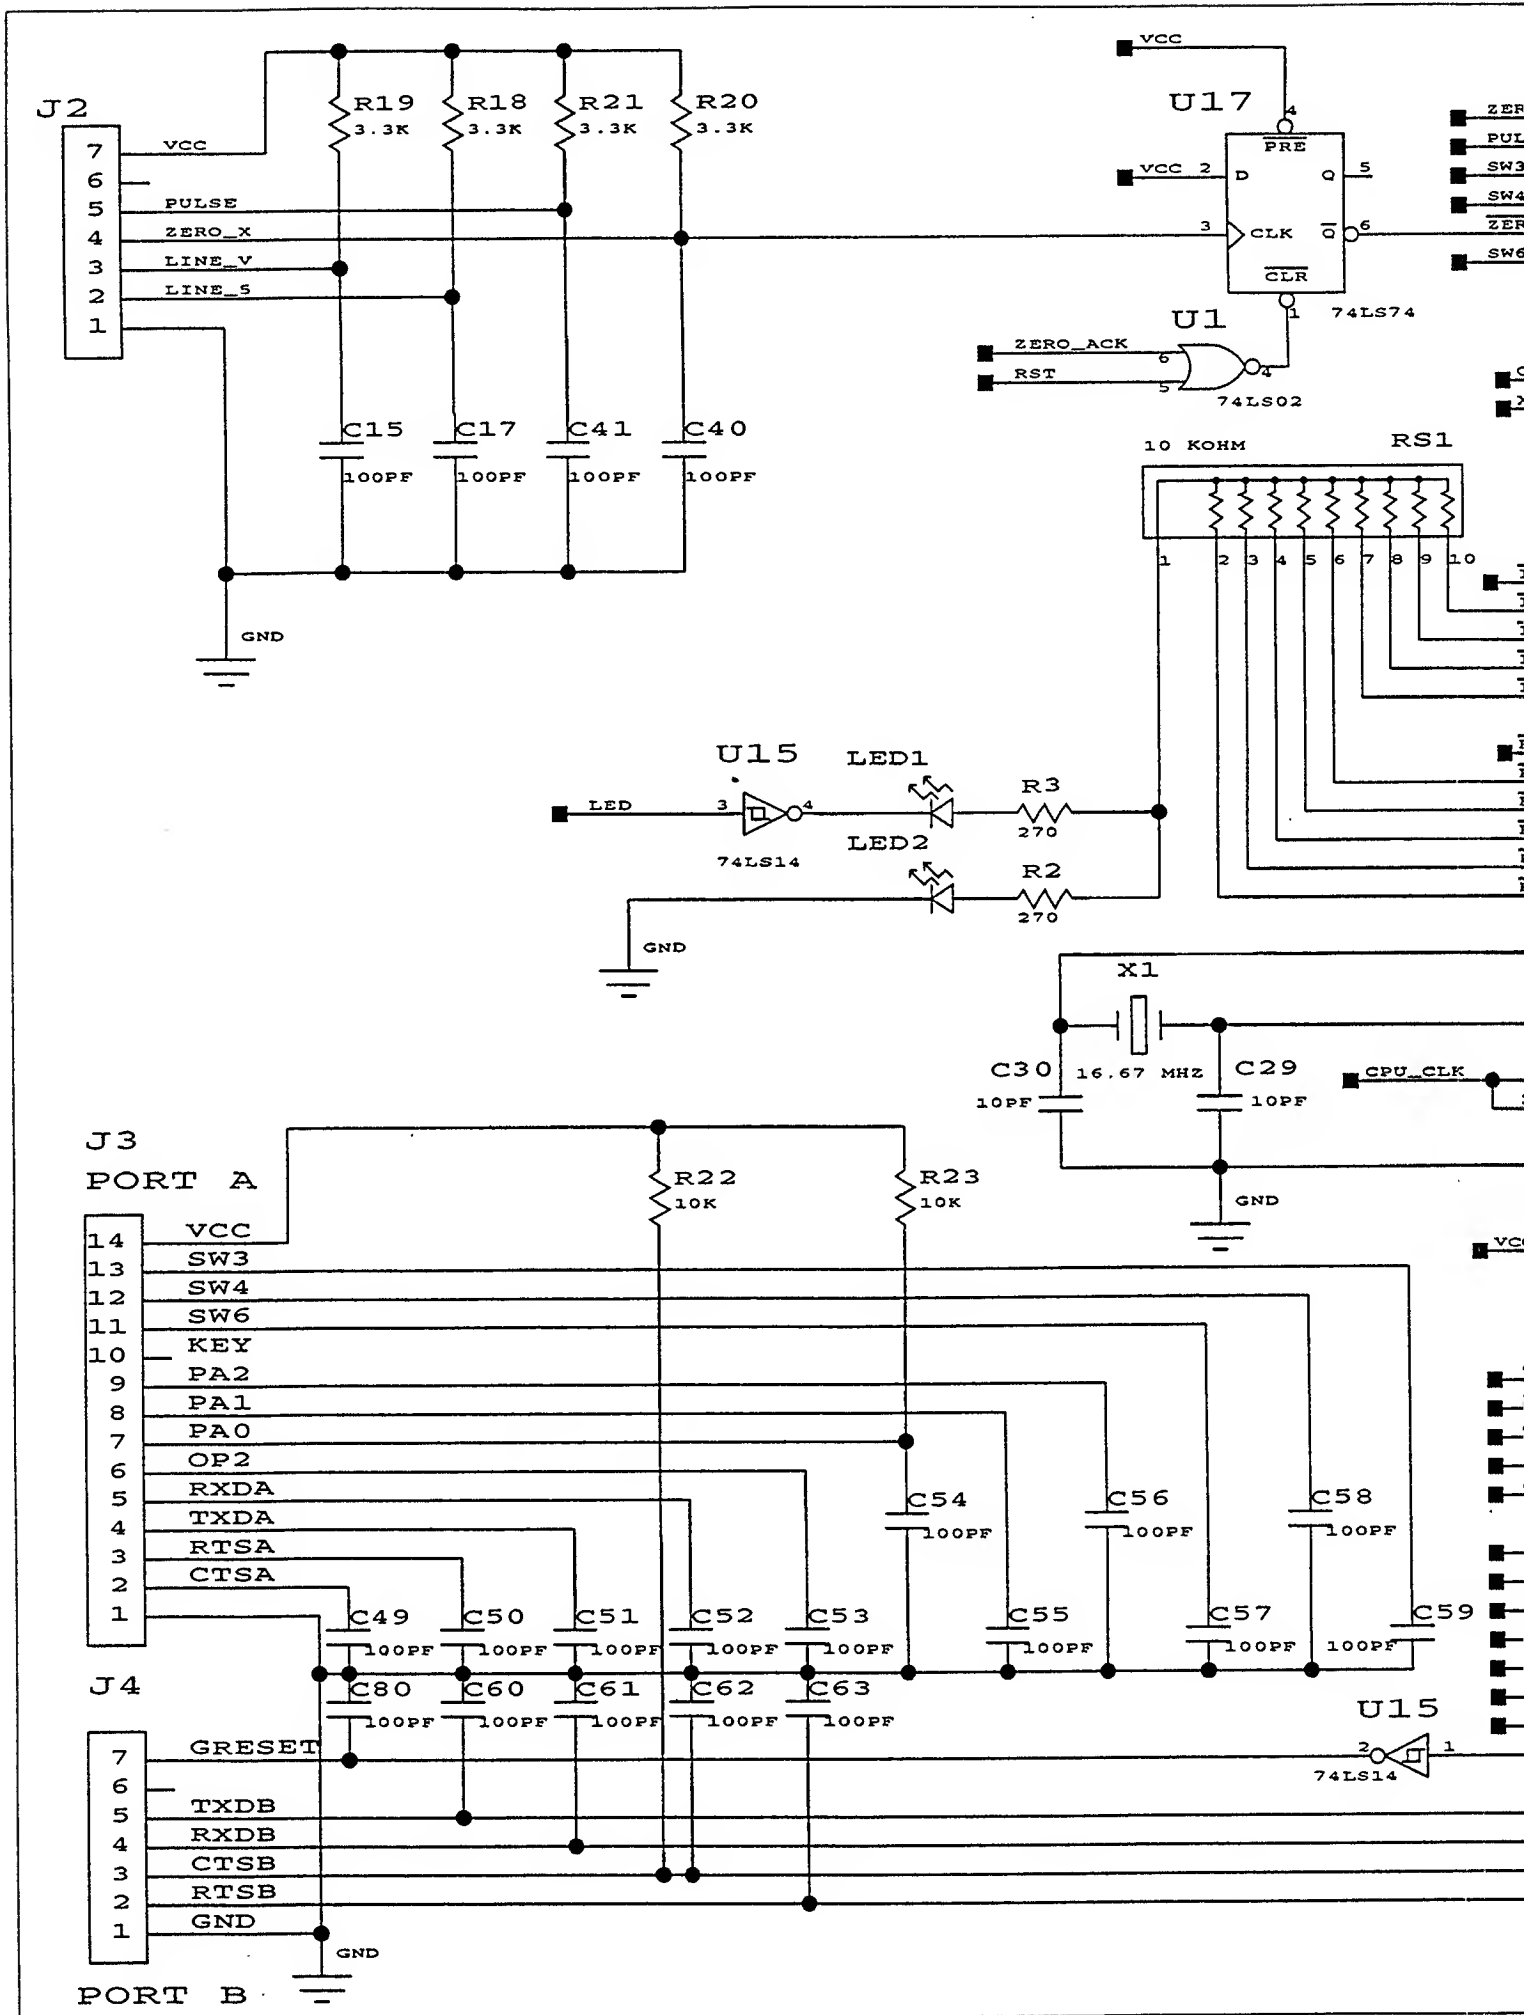 J2
7 VCC
6
5 PULSE
4 ZERO_X
3 LINE_V
2 LINE_S
1
R19
3.3K
R18
3.3K
R21
3.3K
R20
3.3K
C15
100PF
C17
100PF
C41
100PF
C40
100PF
GND
VCC
U17
4
PRE
VCC 2 D Q 5
3 CLK Q 6
CLR
1
74LS74
U1
ZERO_ACK 6
RST 5
4
74LS02
ZER
PUL
SW3
SW4
ZER
SW6
10 KOHM RS1
1 2 3 4 5 6 7 8 9 10
U15
LED 3 4
74LS14
LED1
R3
270
LED2
R2
270
GND
X1
16.67 MHZ
C30
10PF
C29
10PF
CPU_CLK
GND
J3
PORT A
14 VCC
13 SW3
12 SW4
11 SW6
10 KEY
9 PA2
8 PA1
7 PA0
6 OP2
5 RXDA
4 TXDA
3 RTSA
2 CTSA
1
R22
10K
R23
10K
C54
100PF
C56
100PF
C58
100PF
C49
100PF
C50
100PF
C51
100PF
C52
100PF
C53
100PF
C55
100PF
C57
100PF
C59
100PF
C80
100PF
C60
100PF
C61
100PF
C62
100PF
C63
100PF
J4
7 GRESET
6
5 TXDB
4 RXDB
3 CTSB
2 RTSB
1 GND
GND
PORT B
U15
2 1
74LS14